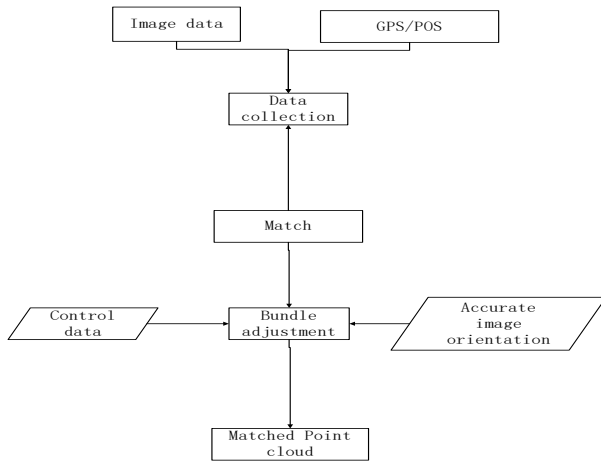 Image data
GPS/POS
Data
collection
Match
Control
data
Bundle
adjustment
Accurate
image
orientation
Matched Point
cloud